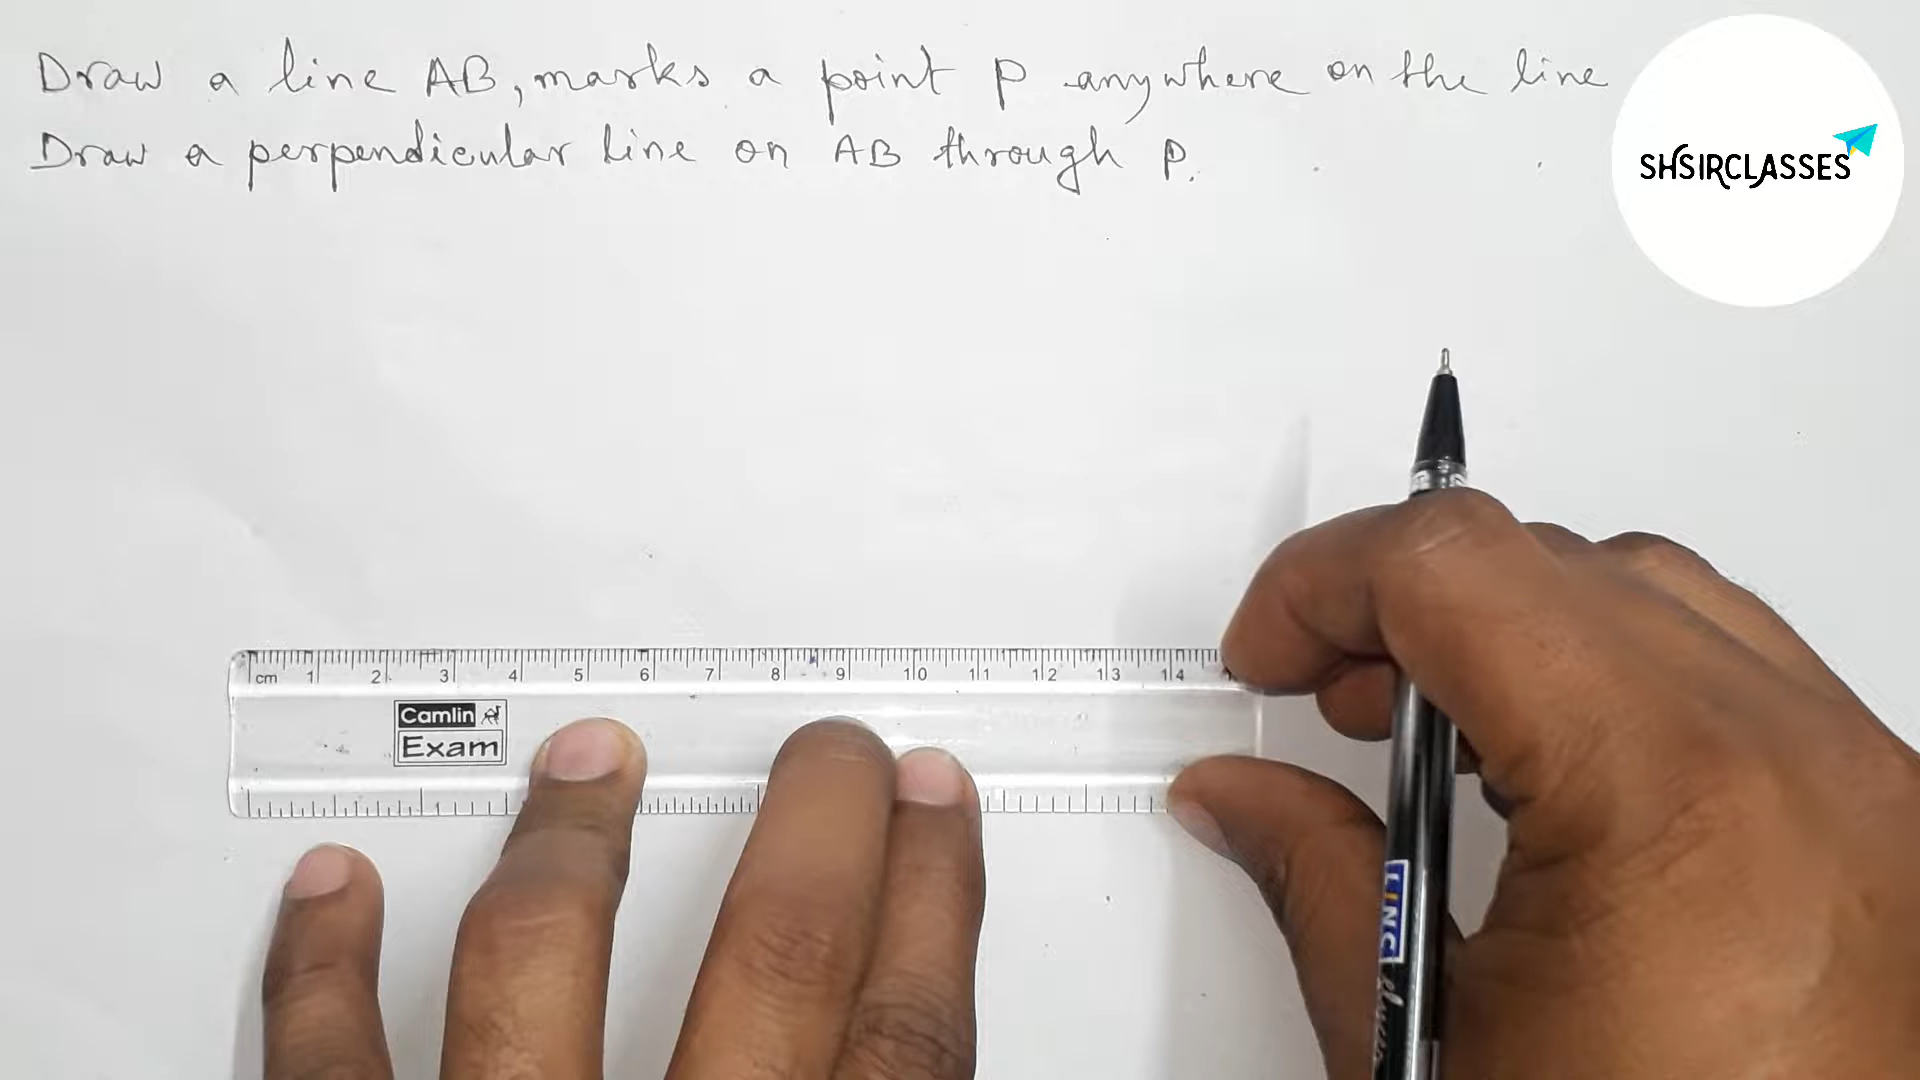 Draw a line AB, marks a point P anywhere on the line
Draw a perpendicular line on AB through P.
SHSIRCLASSES
cm 1 2 3 4 5 6 7 8 9 10 11 12 13 14
Camlin
Exam
LINC